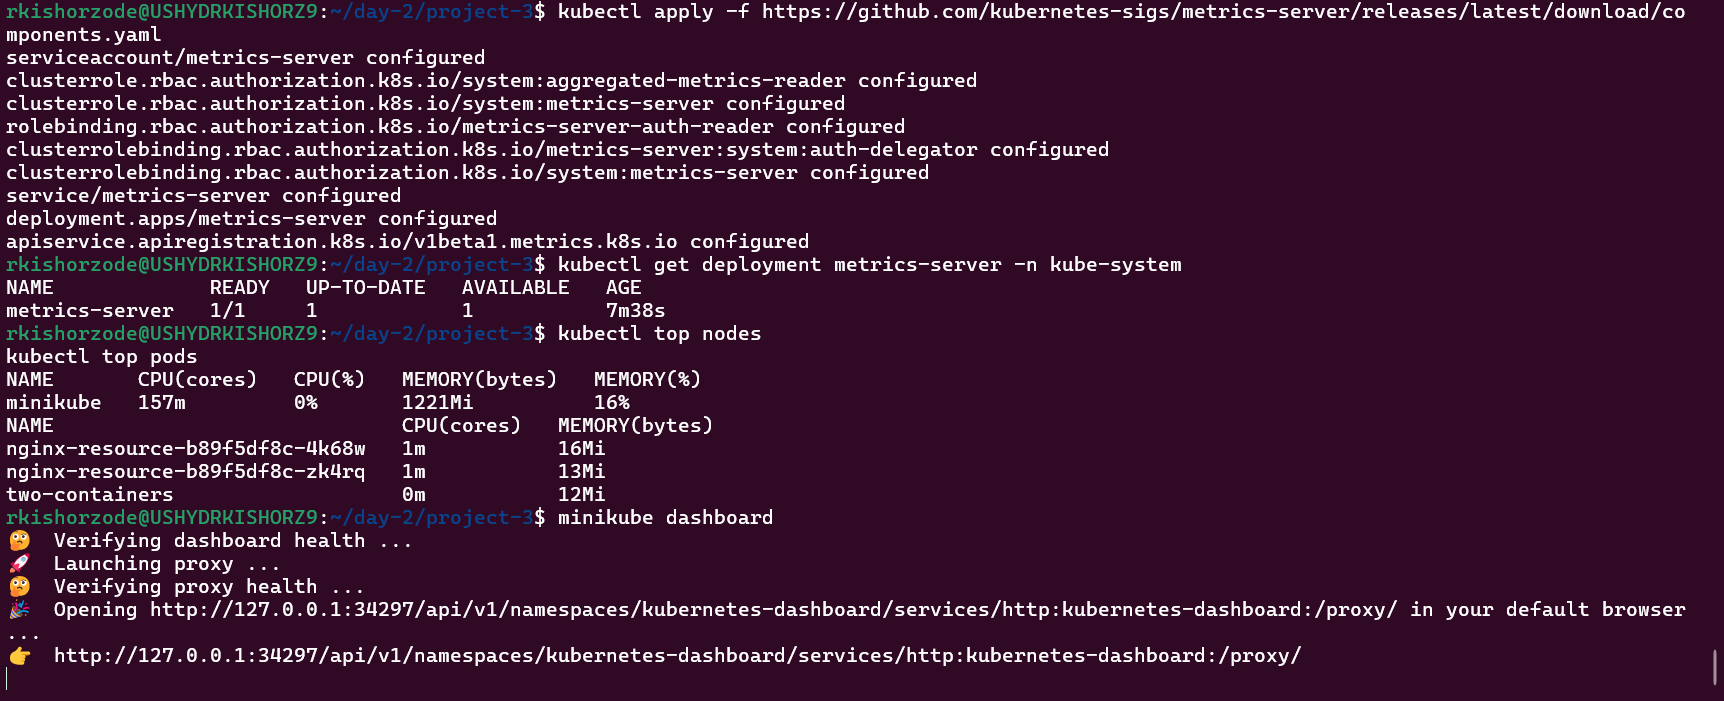 rkishorzode@USHYDRKISHORZ9:~/day-2/project-3$ kubectl apply -f https://github.com/kubernetes-sigs/metrics-server/releases/latest/download/co
mponents.yaml
serviceaccount/metrics-server configured
clusterrole.rbac.authorization.k8s.io/system:aggregated-metrics-reader configured
clusterrole.rbac.authorization.k8s.io/system:metrics-server configured
rolebinding.rbac.authorization.k8s.io/metrics-server-auth-reader configured
clusterrolebinding.rbac.authorization.k8s.io/metrics-server:system:auth-delegator configured
clusterrolebinding.rbac.authorization.k8s.io/system:metrics-server configured
service/metrics-server configured
deployment.apps/metrics-server configured
apiservice.apiregistration.k8s.io/v1beta1.metrics.k8s.io configured
rkishorzode@USHYDRKISHORZ9:~/day-2/project-3$ kubectl get deployment metrics-server -n kube-system
NAME             READY   UP-TO-DATE   AVAILABLE   AGE
metrics-server   1/1     1            1           7m38s
rkishorzode@USHYDRKISHORZ9:~/day-2/project-3$ kubectl top nodes
kubectl top pods
NAME       CPU(cores)   CPU(%)   MEMORY(bytes)   MEMORY(%)
minikube   157m         0%       1221Mi          16%
NAME                             CPU(cores)   MEMORY(bytes)
nginx-resource-b89f5df8c-4k68w   1m           16Mi
nginx-resource-b89f5df8c-zk4rq   1m           13Mi
two-containers                   0m           12Mi
rkishorzode@USHYDRKISHORZ9:~/day-2/project-3$ minikube dashboard
🤔  Verifying dashboard health ...
🚀  Launching proxy ...
🤔  Verifying proxy health ...
🎉  Opening http://127.0.0.1:34297/api/v1/namespaces/kubernetes-dashboard/services/http:kubernetes-dashboard:/proxy/ in your default browser
...
👉  http://127.0.0.1:34297/api/v1/namespaces/kubernetes-dashboard/services/http:kubernetes-dashboard:/proxy/